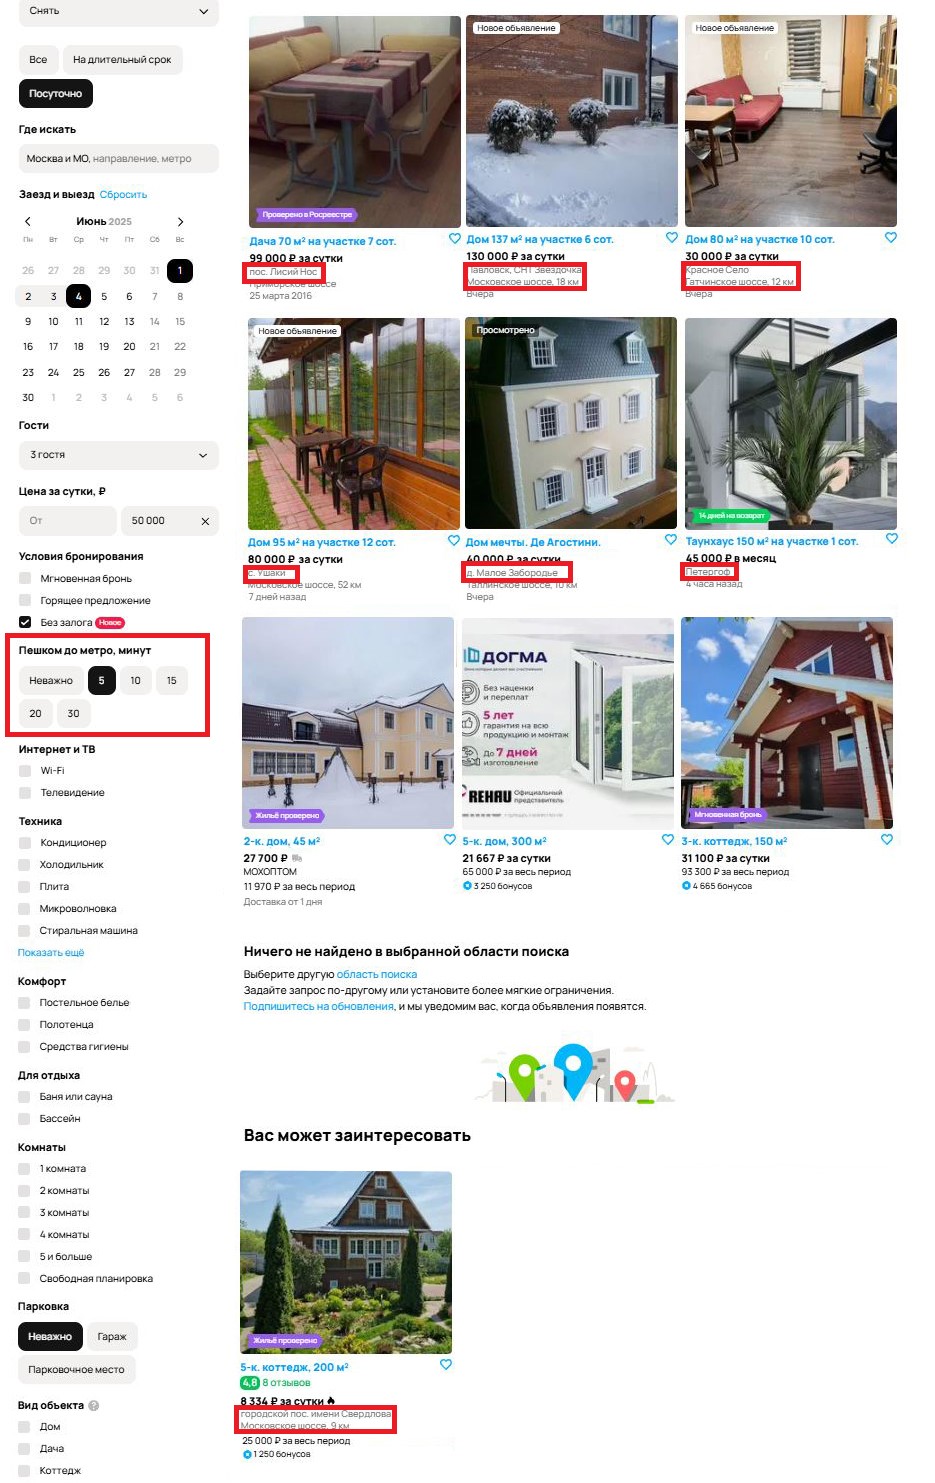 Снять
Все
На длительный срок
Посуточно
Где искать
Москва и МО, направление, метро
Заезд и выезд Сбросить
Июнь 2025
Пн Вт Ср Чт Пт Сб Вс
26 27 28 29 30 31 1
2 3 4 5 6 7 8
9 10 11 12 13 14 15
16 17 18 19 20 21 22
23 24 25 26 27 28 29
30 1 2 3 4 5 6
Гости
3 гостя
Цена за сутки, ₽
От
50 000
Условия бронирования
Мгновенная бронь
Горящее предложение
Без залога Новое
Пешком до метро, минут
Неважно 5 10 15
20 30
Интернет и ТВ
Wi-Fi
Телевидение
Техника
Кондиционер
Холодильник
Плита
Микроволновка
Стиральная машина
Показать ещё
Комфорт
Постельное белье
Полотенца
Средства гигиены
Для отдыха
Баня или сауна
Бассейн
Комнаты
1 комната
2 комнаты
3 комнаты
4 комнаты
5 и больше
Свободная планировка
Парковка
Неважно Гараж
Парковочное место
Вид объекта ?
Дом
Дача
Коттедж
Проверено в Росреестре
Дача 70 м² на участке 7 сот.
99 000 ₽ за сутки
пос. Лисий Нос
Приморское шоссе
25 марта 2016
Новое объявление
Дом 137 м² на участке 6 сот.
130 000 ₽ за сутки
Павловск, СНТ Звёздочка
Московское шоссе, 18 км
Вчера
Новое объявление
Дом 80 м² на участке 10 сот.
30 000 ₽ за сутки
Красное Село
Гатчинское шоссе, 12 км
Вчера
Новое объявление
Дом 95 м² на участке 12 сот.
80 000 ₽ за сутки
с. Ушаки
Московское шоссе, 52 км
7 дней назад
Просмотрено
Дом мечты. Де Агостини.
40 000 ₽ за сутки
д. Малое Забородье
Таллинское шоссе, 10 км
Вчера
14 дней на возврат
Таунхаус 150 м² на участке 1 сот.
45 000 ₽ в месяц
Петергоф
4 часа назад
Жильё проверено
2-к. дом, 45 м²
27 700 ₽
МОХОПТОМ
11 970 ₽ за весь период
Доставка от 1 дня
ДОГМА
Без наценки
и переплат
5 лет
гарантия на всю
продукцию и монтаж
до 7 дней
изготовление
REHAU Официальный
представитель
5-к. дом, 300 м²
21 667 ₽ за сутки
65 000 ₽ за весь период
3 250 бонусов
Мгновенная бронь
3-к. коттедж, 150 м²
31 100 ₽ за сутки
93 300 ₽ за весь период
4 665 бонусов
Ничего не найдено в выбранной области поиска
Выберите другую область поиска
Задайте запрос по-другому или установите более мягкие ограничения.
Подпишитесь на обновления, и мы уведомим вас, когда объявления появятся.
Вас может заинтересовать
Жильё проверено
5-к. коттедж, 200 м²
4,8 8 отзывов
8 334 ₽ за сутки
городской пос. имени Свердлова
Московское шоссе, 9 км
25 000 ₽ за весь период
1 250 бонусов